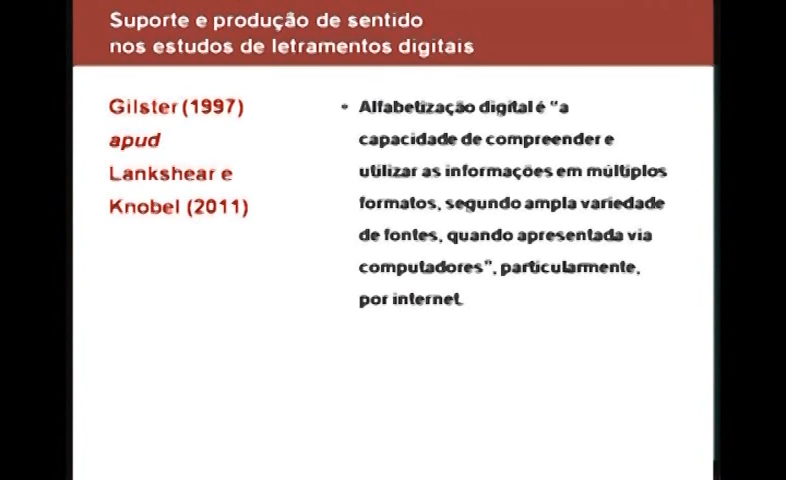 Suporte e produção de sentido
nos estudos de letramentos digitais
Gilster (1997)
apud
Lankshear e
Knobel (2011)
• Alfabetização digital é "a
capacidade de compreender e
utilizar as informações em múltiplos
formatos, segundo ampla variedade
de fontes, quando apresentada via
computadores", particularmente,
por internet.